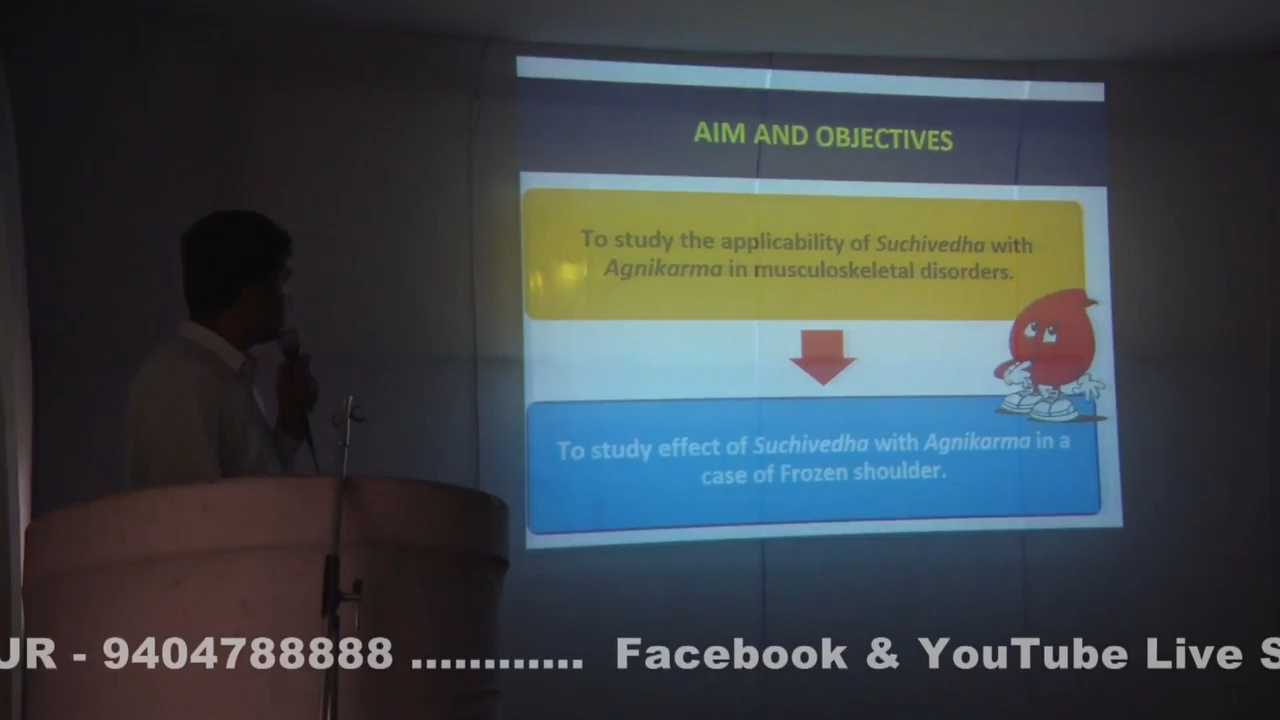 AIM AND OBJECTIVES
To study the applicability of Suchivedha with
Agnikarma in musculoskeletal disorders.
To study effect of Suchivedha with Agnikarma in a
case of Frozen shoulder.
UR - 9404788888 ............ Facebook & YouTube Live S